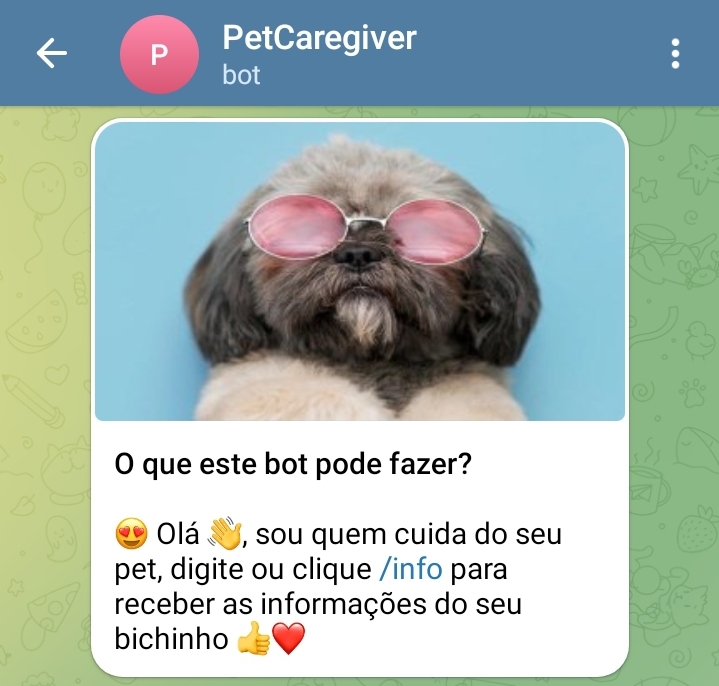 P
PetCaregiver
bot
O que este bot pode fazer?
😍 Olá 👋, sou quem cuida do seu
pet, digite ou clique /info para
receber as informações do seu
bichinho 👍❤️